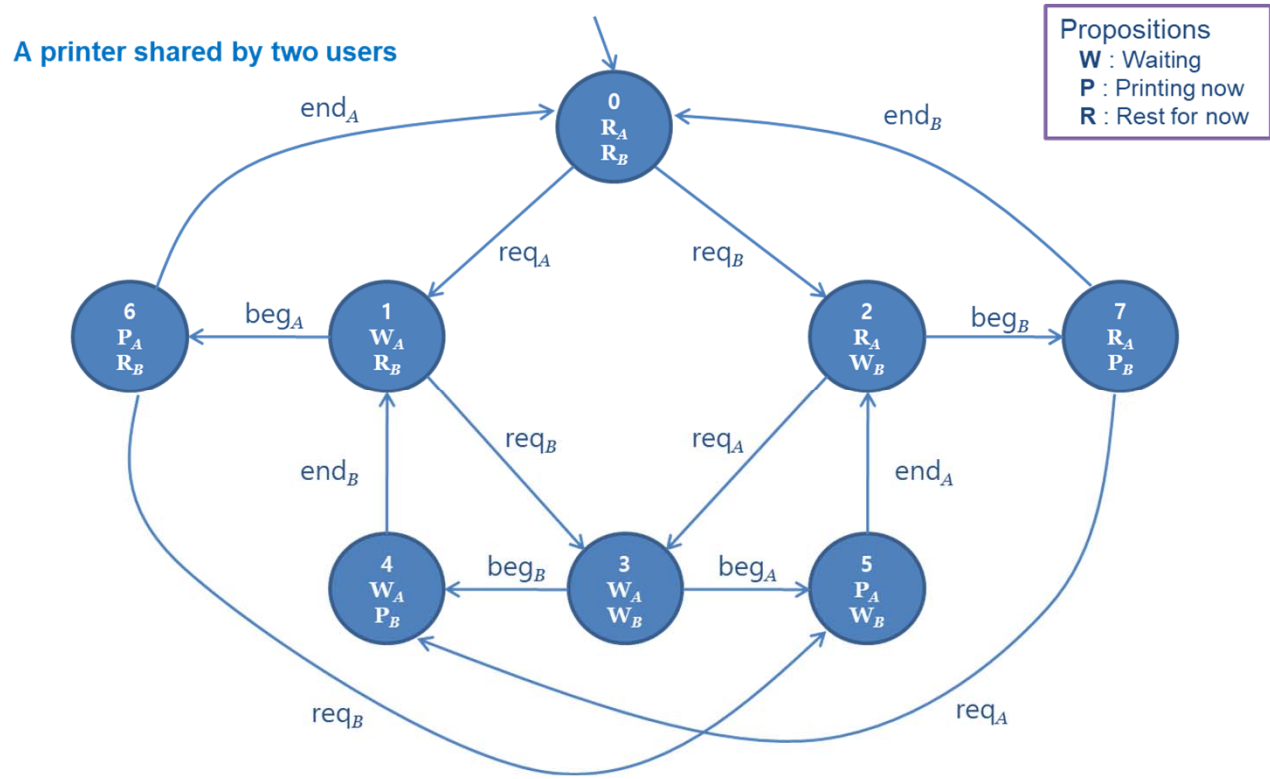 A printer shared by two users
Propositions
W : Waiting
P : Printing now
R : Rest for now
end_A
0
R_A
R_B
end_B
req_A
req_B
6
P_A
R_B
beg_A
1
W_A
R_B
2
R_A
W_B
beg_B
7
R_A
P_B
end_B
req_B
req_A
end_A
4
W_A
P_B
beg_B
3
W_A
W_B
beg_A
5
P_A
W_B
req_B
req_A